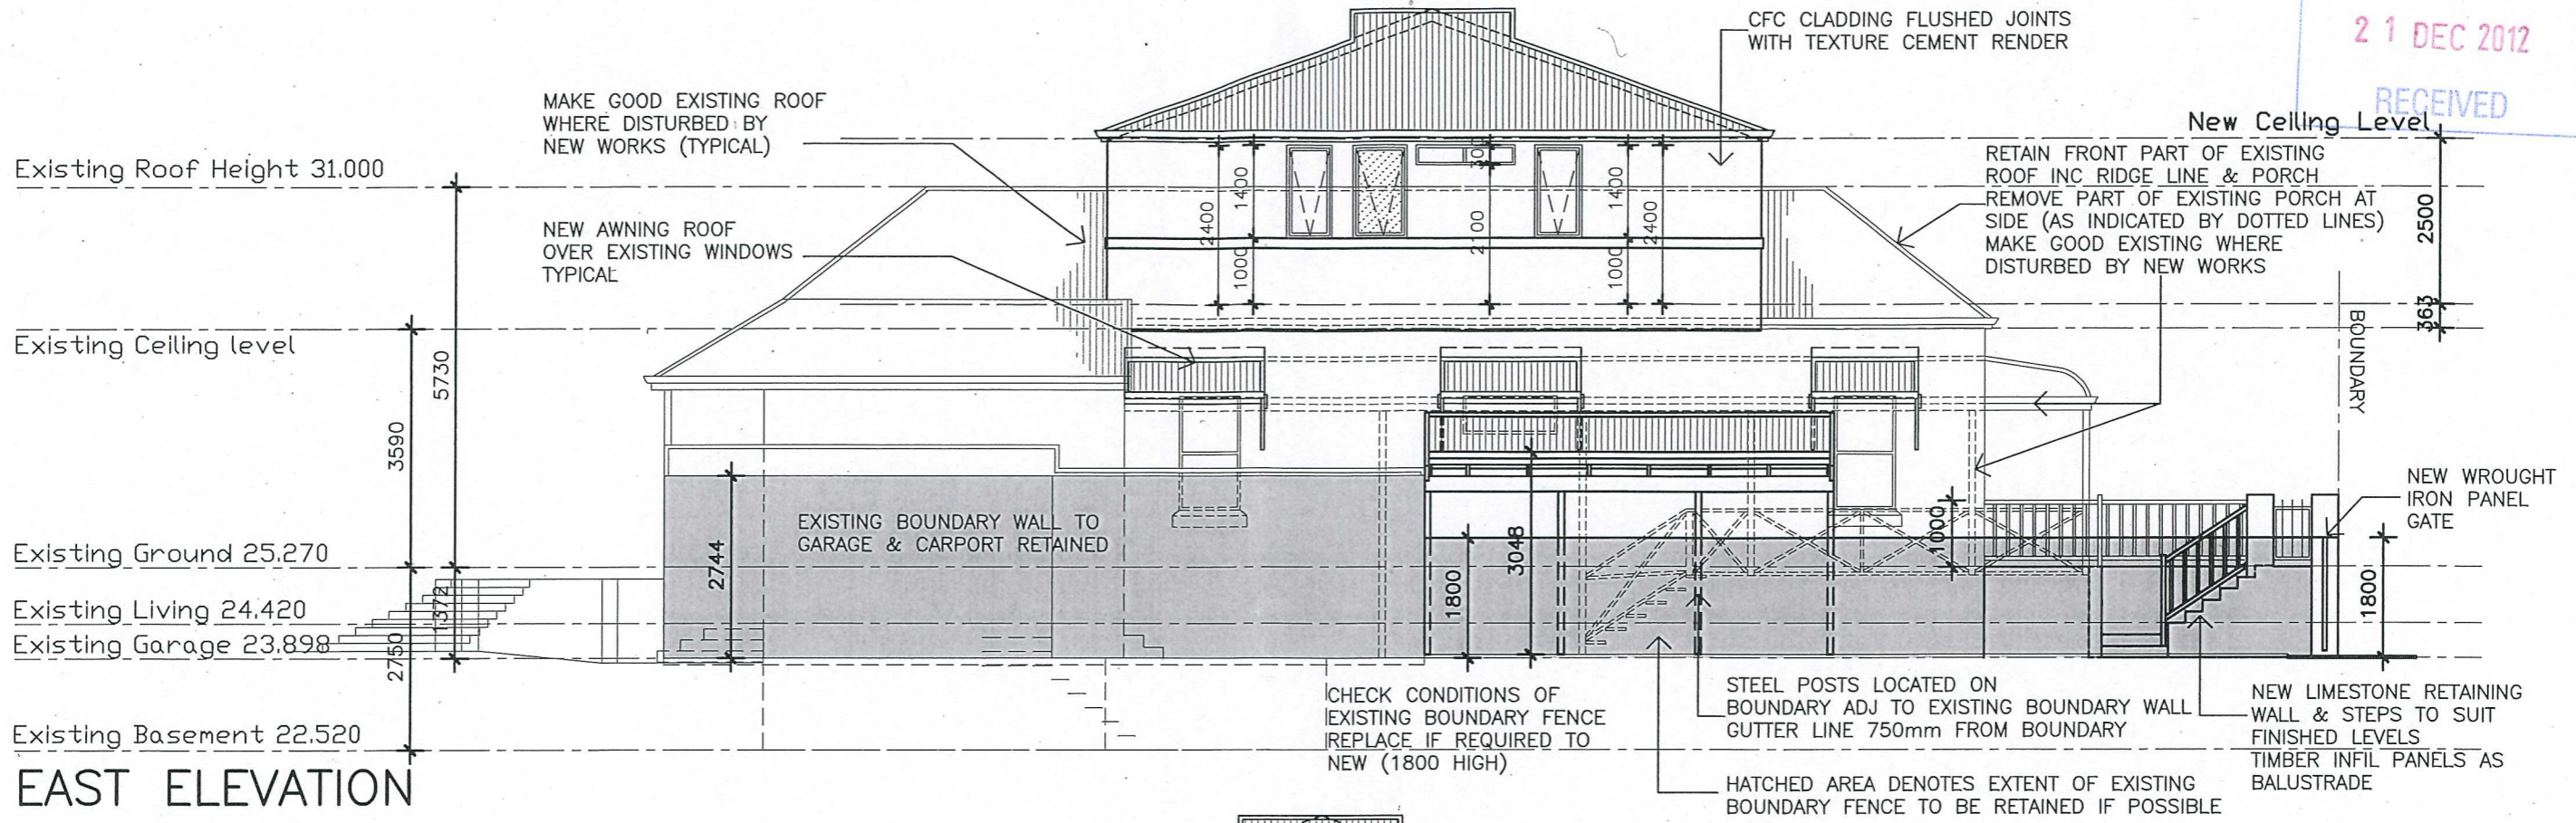 CFC CLADDING FLUSHED JOINTS
WITH TEXTURE CEMENT RENDER
21 DEC 2012
RECEIVED
MAKE GOOD EXISTING ROOF
WHERE DISTURBED BY
NEW WORKS (TYPICAL)
New Ceiling Level
Existing Roof Height 31.000
RETAIN FRONT PART OF EXISTING
ROOF INC RIDGE LINE & PORCH
REMOVE PART OF EXISTING PORCH AT
SIDE (AS INDICATED BY DOTTED LINES)
MAKE GOOD EXISTING WHERE
DISTURBED BY NEW WORKS
NEW AWNING ROOF
OVER EXISTING WINDOWS
TYPICAL
2400
1400
1000
300
2100
1400
1000
2400
2500
363
BOUNDARY
Existing Ceiling level
5730
3590
NEW WROUGHT
IRON PANEL
GATE
EXISTING BOUNDARY WALL TO
GARAGE & CARPORT RETAINED
2744
1800
3048
1000
1800
Existing Ground 25.270
Existing Living 24.420
Existing Garage 23.898
1372
2750
Existing Basement 22.520
CHECK CONDITIONS OF
EXISTING BOUNDARY FENCE
REPLACE IF REQUIRED TO
NEW (1800 HIGH)
STEEL POSTS LOCATED ON
BOUNDARY ADJ TO EXISTING BOUNDARY WALL
GUTTER LINE 750mm FROM BOUNDARY
NEW LIMESTONE RETAINING
WALL & STEPS TO SUIT
FINISHED LEVELS
TIMBER INFIL PANELS AS
BALUSTRADE
HATCHED AREA DENOTES EXTENT OF EXISTING
BOUNDARY FENCE TO BE RETAINED IF POSSIBLE
EAST ELEVATION